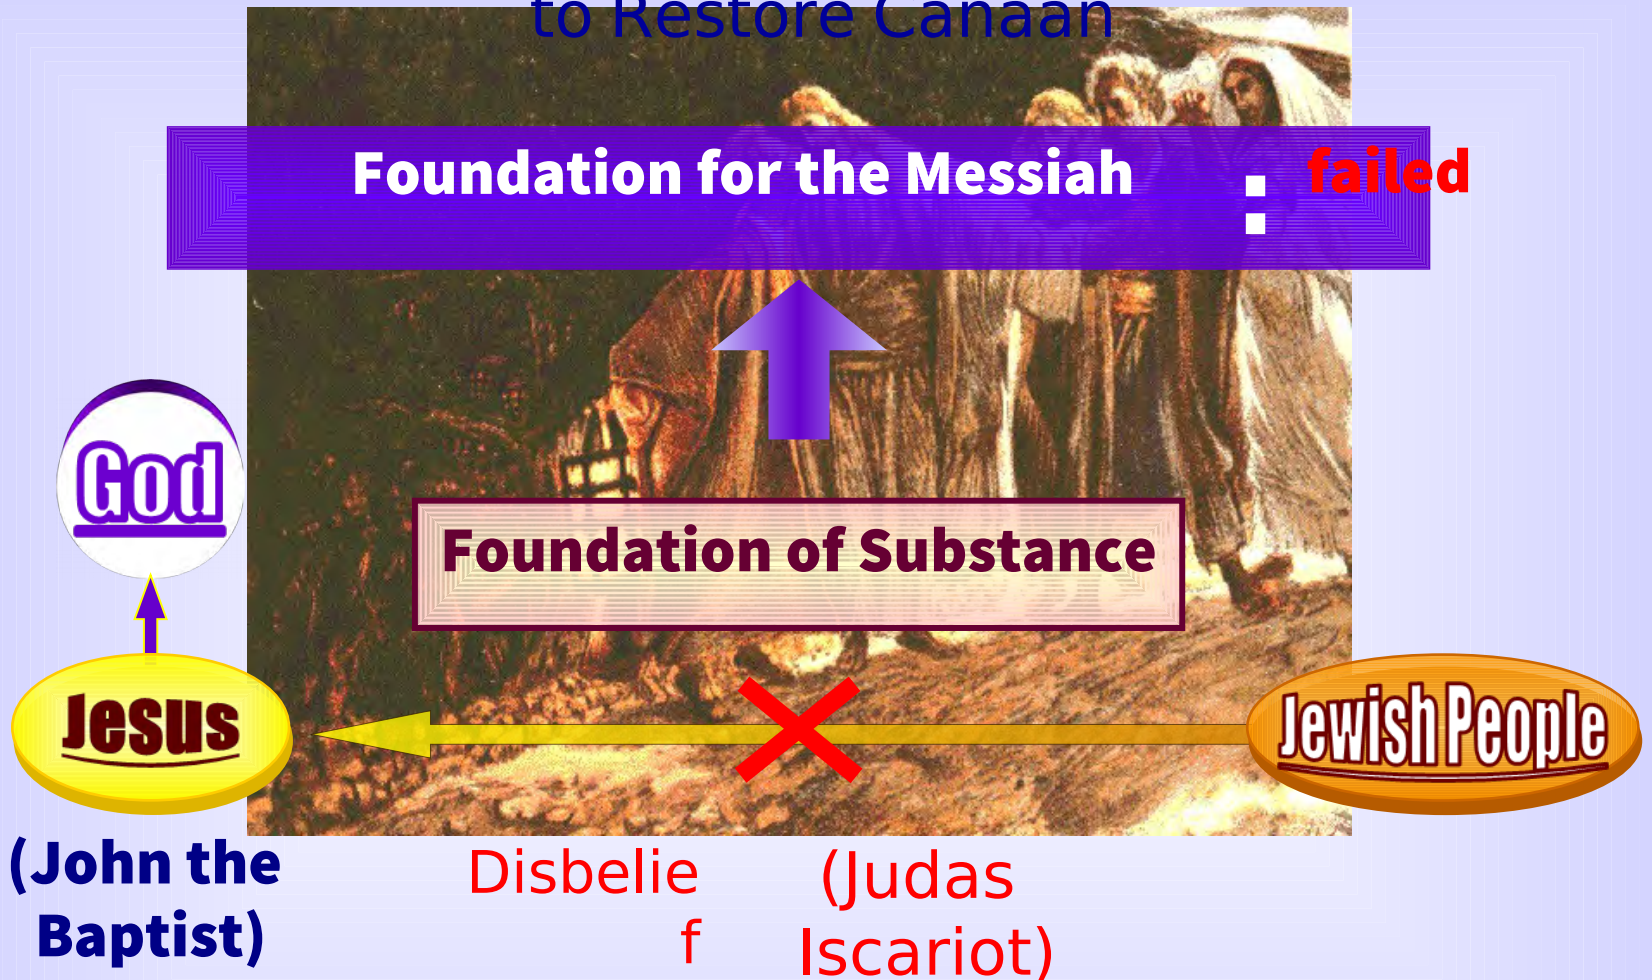 to Restore Canaan
Foundation for the Messiah : failed
God
Foundation of Substance
Jesus
Jewish People
(John the
Baptist)
Disbelie
f
(Judas
Iscariot)